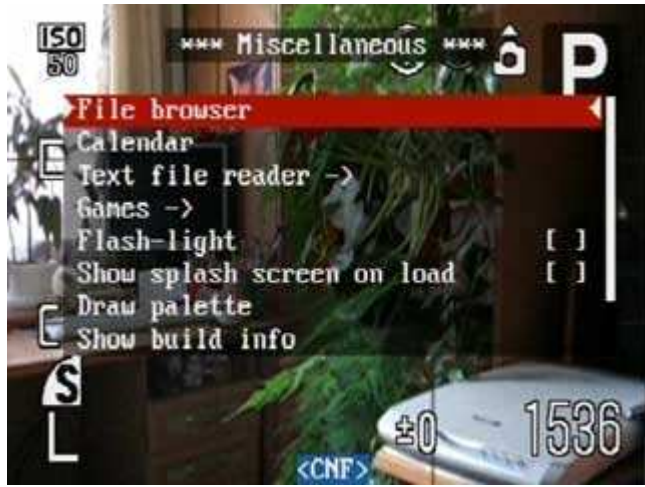 ISO
50
*** Miscellaneous ***
P
File browser
Calendar
Text file reader ->
Games ->
Flash-light [ ]
Show splash screen on load [ ]
Draw palette
Show build info
S
L
±0
1536
<CNF>